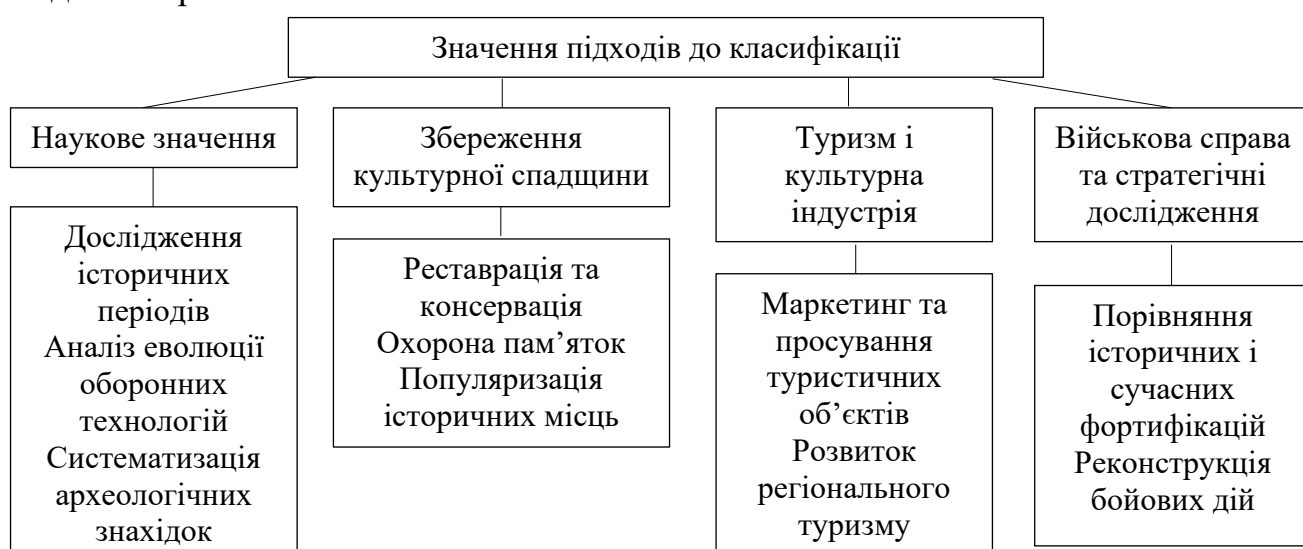 Значення підходів до класифікації
Наукове значення
Дослідження
історичних
періодів
Аналіз еволюції
оборонних
технологій
Систематизація
археологічних
знахідок
Збереження
культурної спадщини
Реставрація та
консервація
Охорона пам’яток
Популяризація
історичних місць
Туризм і
культурна
індустрія
Маркетинг та
просування
туристичних
об’єктів
Розвиток
регіонального
туризму
Військова справа
та стратегічні
дослідження
Порівняння
історичних і
сучасних
фортифікацій
Реконструкція
бойових дій